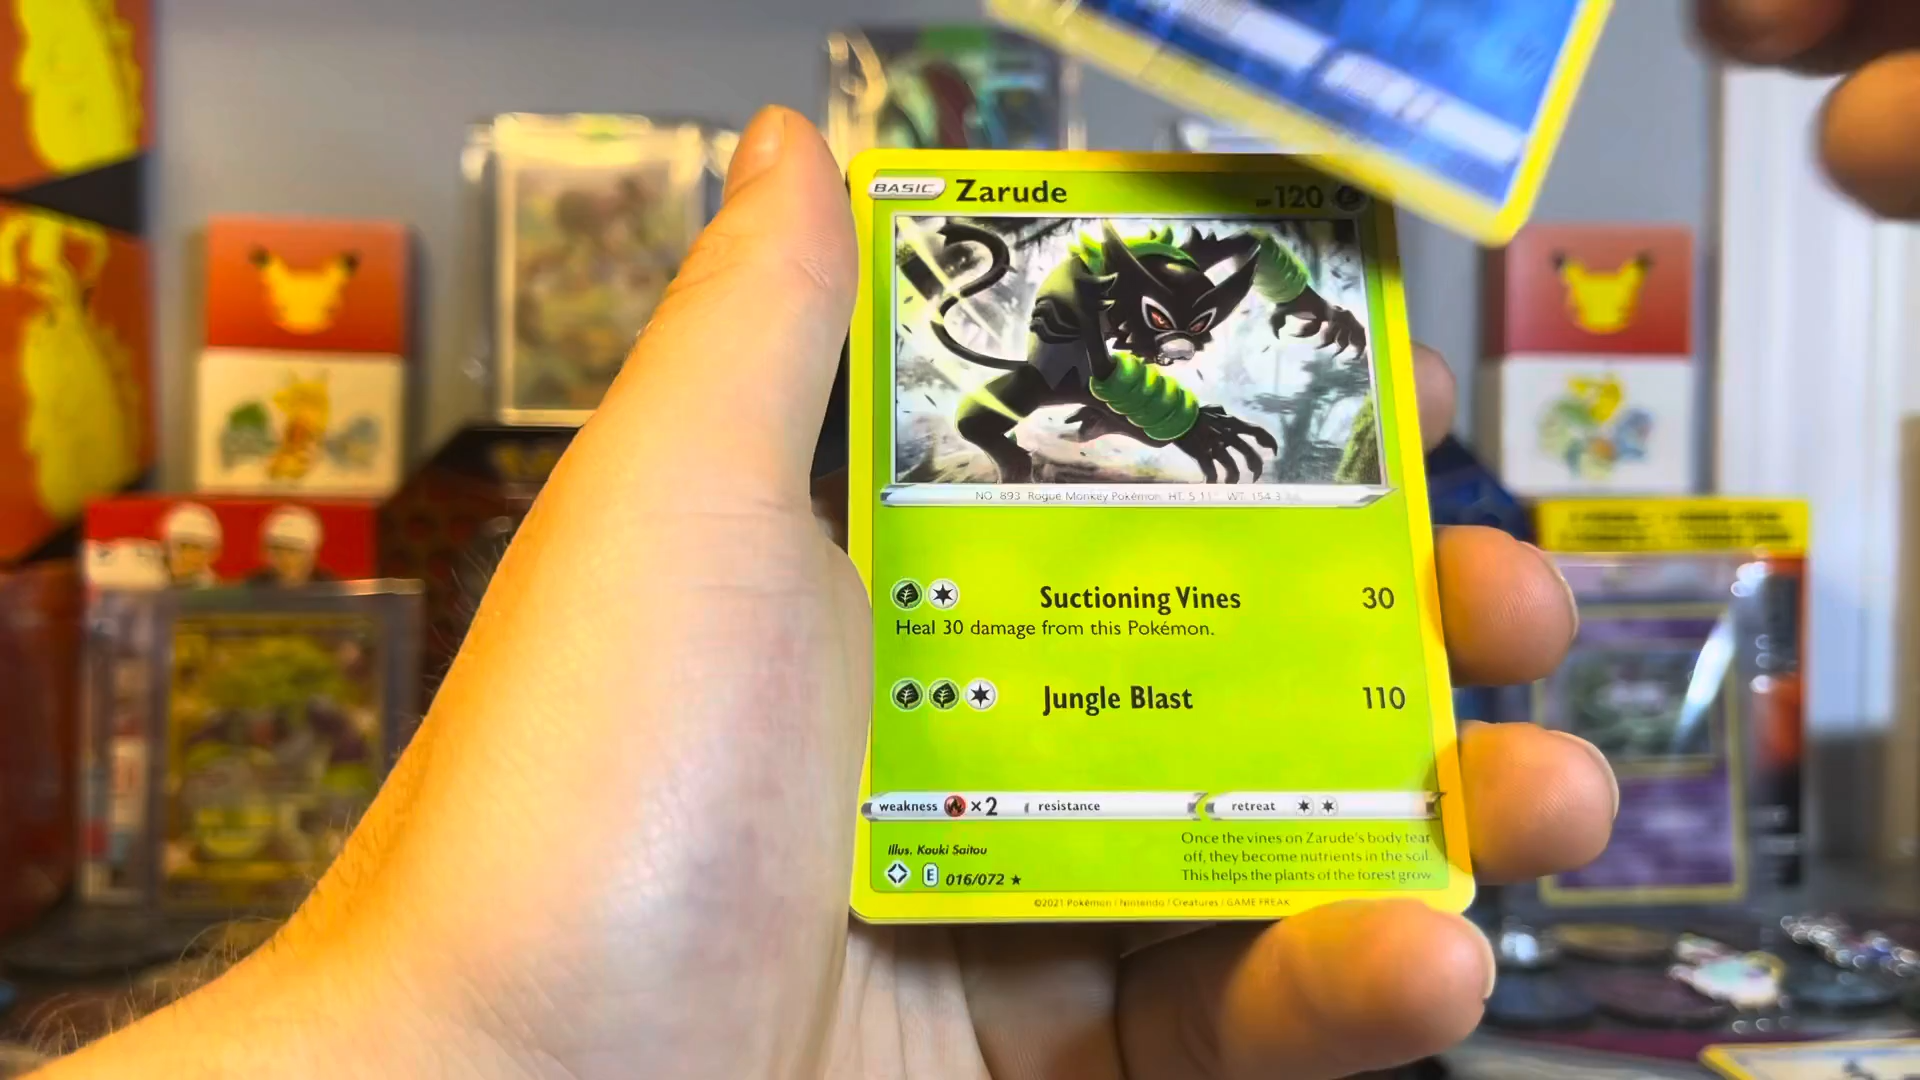 BASIC Zarude HP 120
NO. 893 Rogue Monkey Pokémon HT. 5'11" WT. 154.3
Suctioning Vines 30
Heal 30 damage from this Pokémon.
Jungle Blast 110
weakness ×2 resistance retreat
Illus. Kouki Saitou
E 016/072 ★
Once the vines on Zarude's body tear
off, they become nutrients in the soil.
This helps the plants of the forest grow.
©2021 Pokémon / Nintendo / Creatures / GAME FREAK